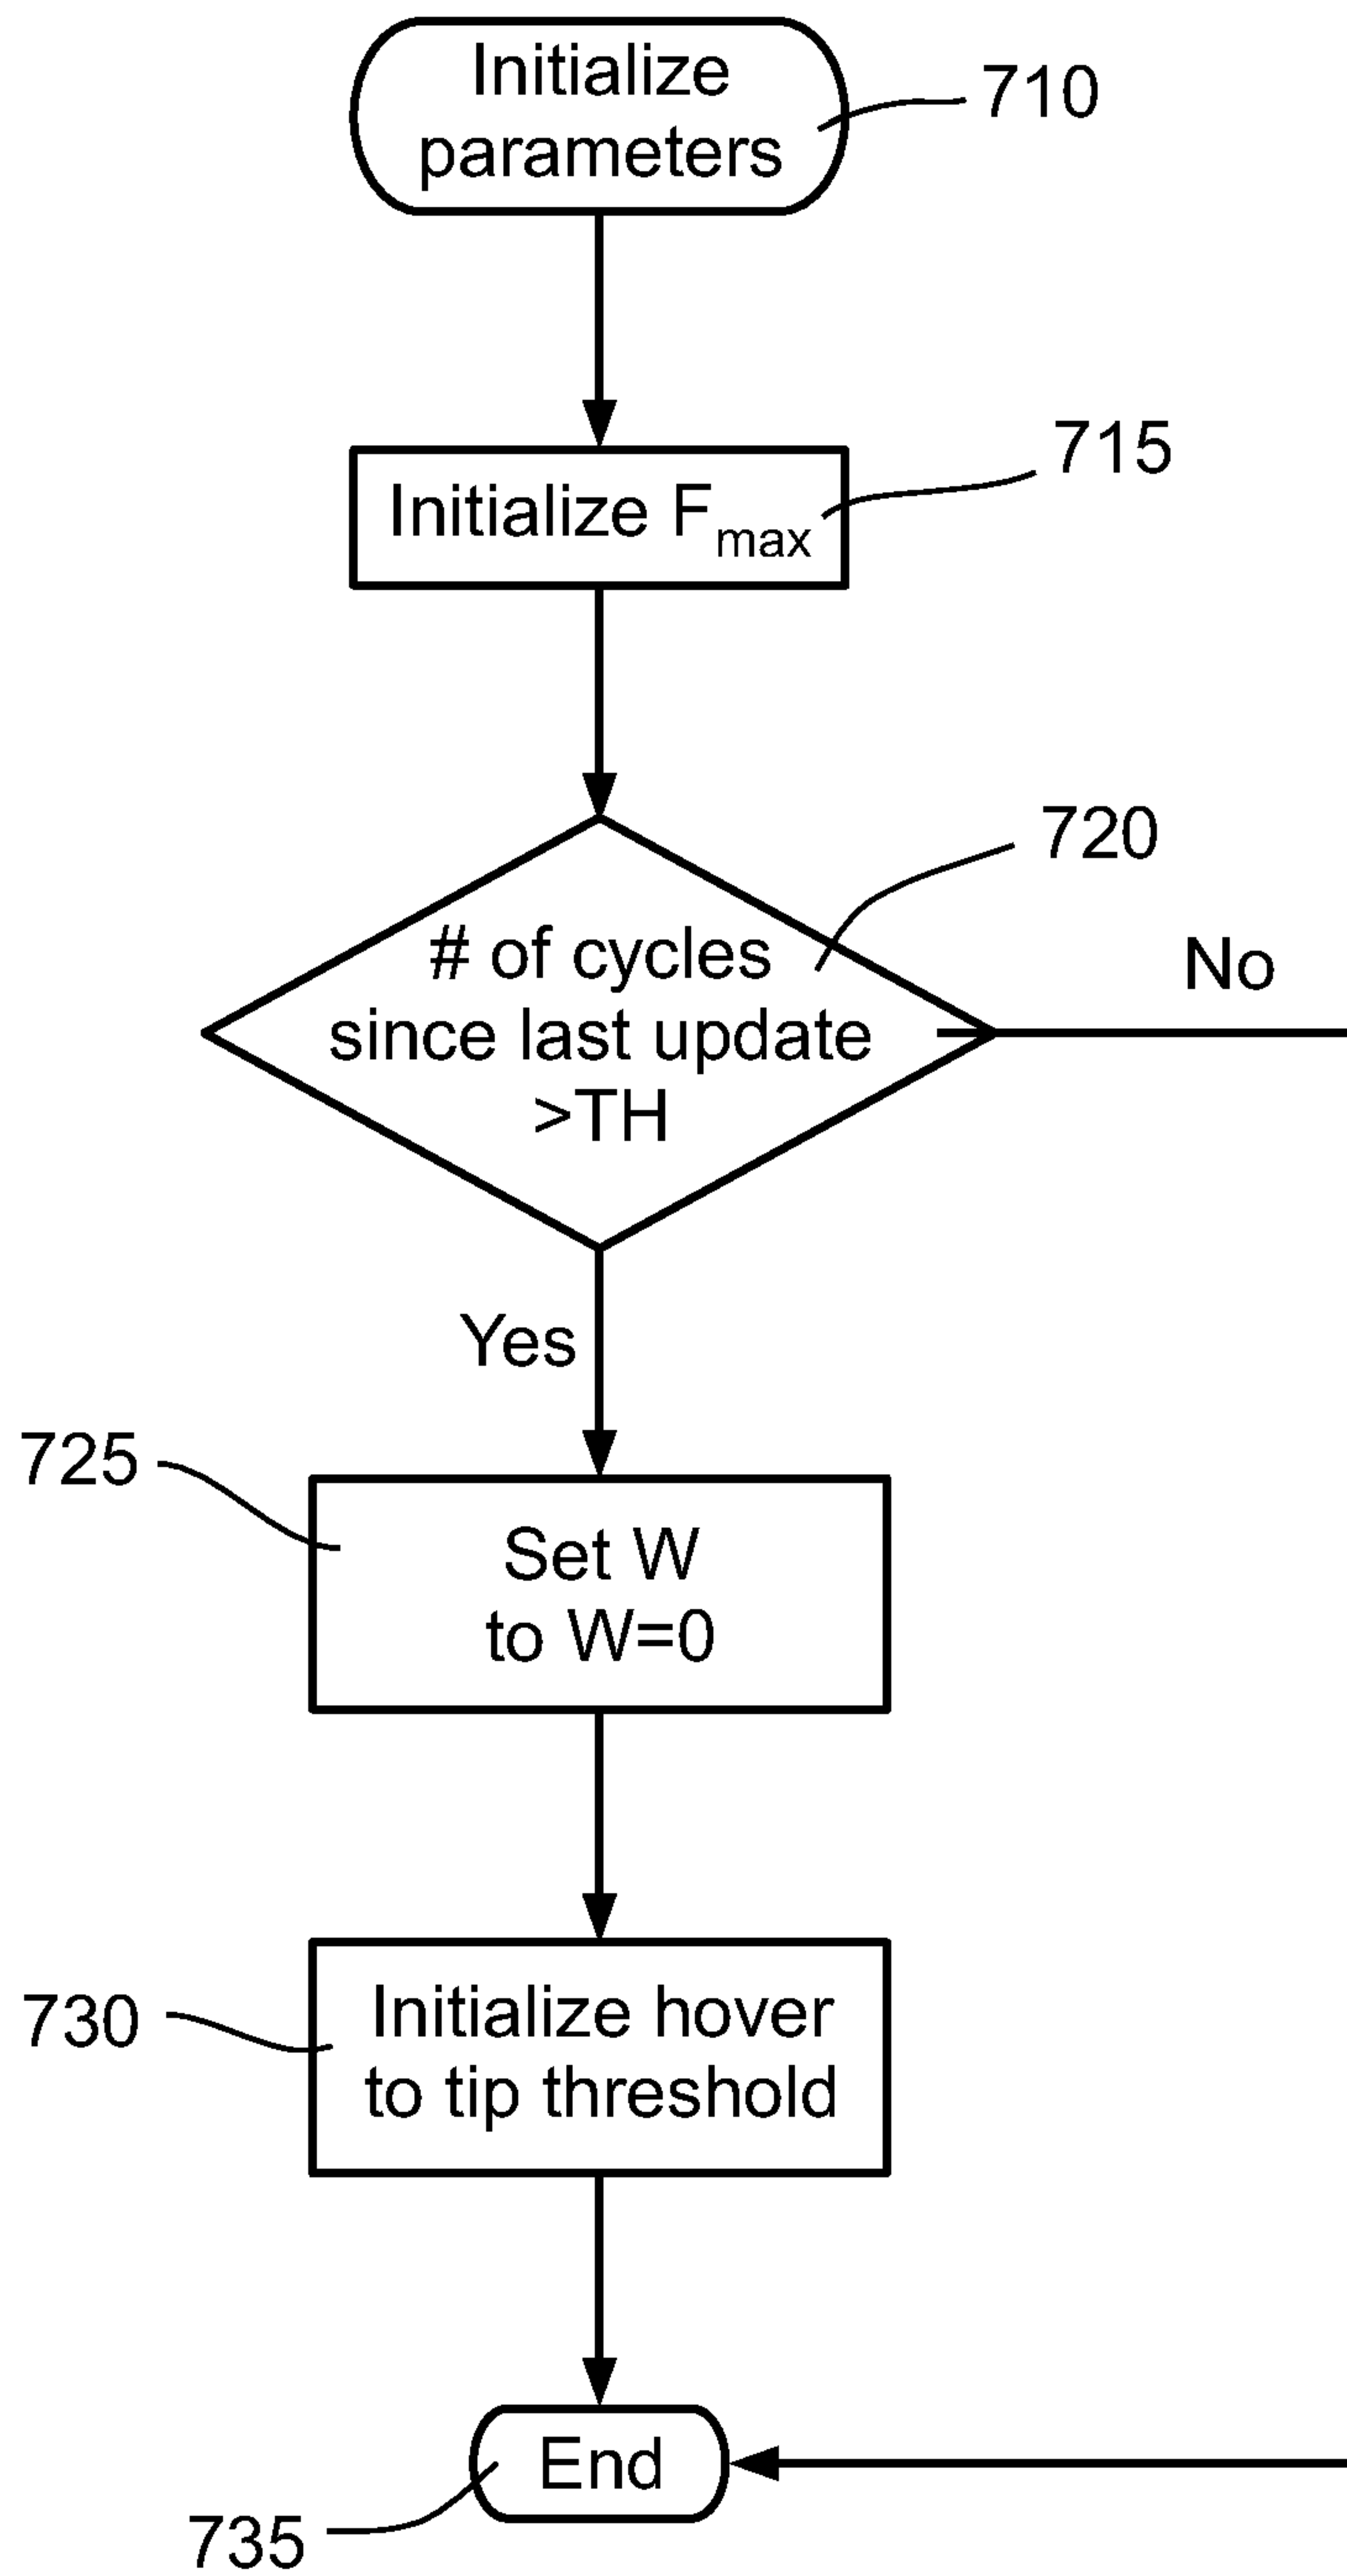 Initialize
parameters
710
715
Initialize Fmax
720
# of cycles
since last update
>TH
No
Yes
725
Set W
to W=0
730
Initialize hover
to tip threshold
End
735